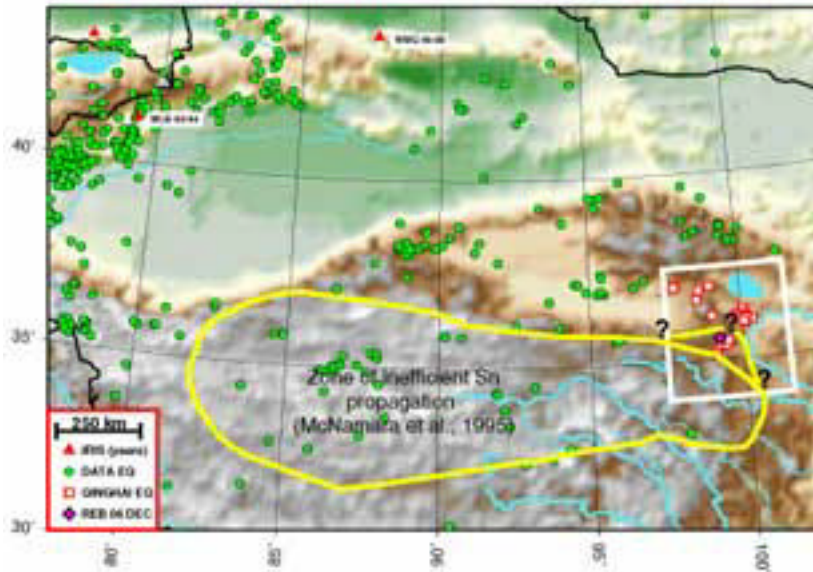 40°
35°
30°
?
?
?
Zone of Inefficient Sn
propagation
(McNamara et al., 1995)
250 km
IRIS (years)
DATA EQ
QINGHAI EQ
REB 06 DEC
80°
85°
90°
95°
100°